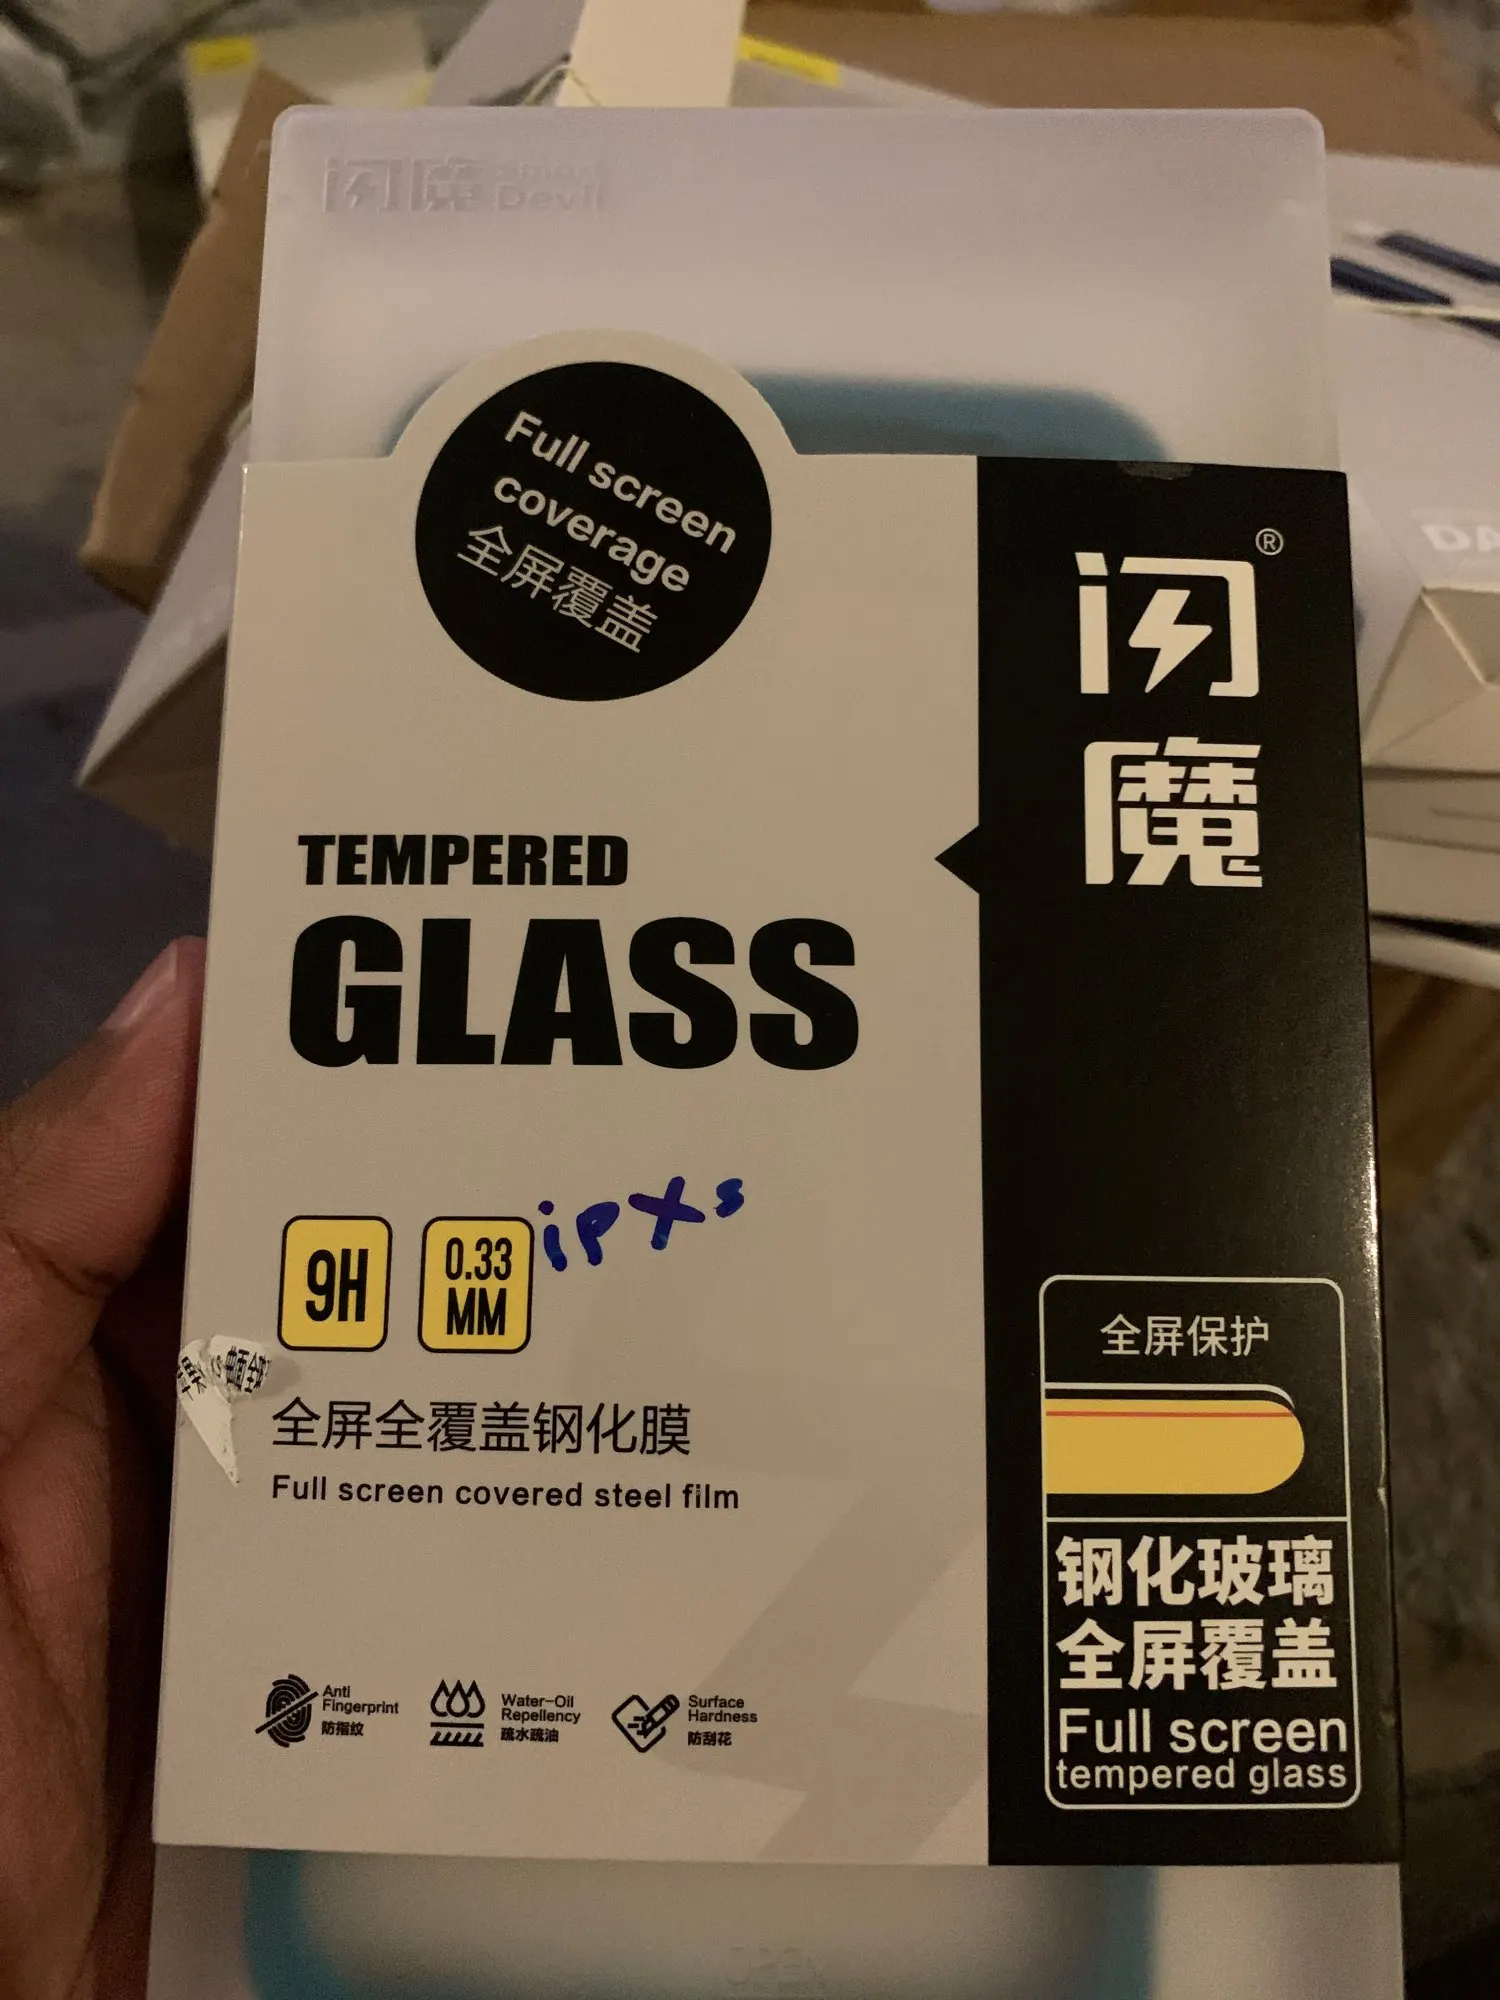 闪魔 Smart
Devil
Full screen
coverage
全屏覆盖
闪
魔
®
TEMPERED
GLASS
ipXs
9H
0.33
MM
全屏全覆盖钢化膜
Full screen covered steel film
全屏保护
钢化玻璃
全屏覆盖
Full screen
tempered glass
Anti
Fingerprint
防指纹
Water-Oil
Repellency
疏水疏油
Surface
Hardness
防刮花